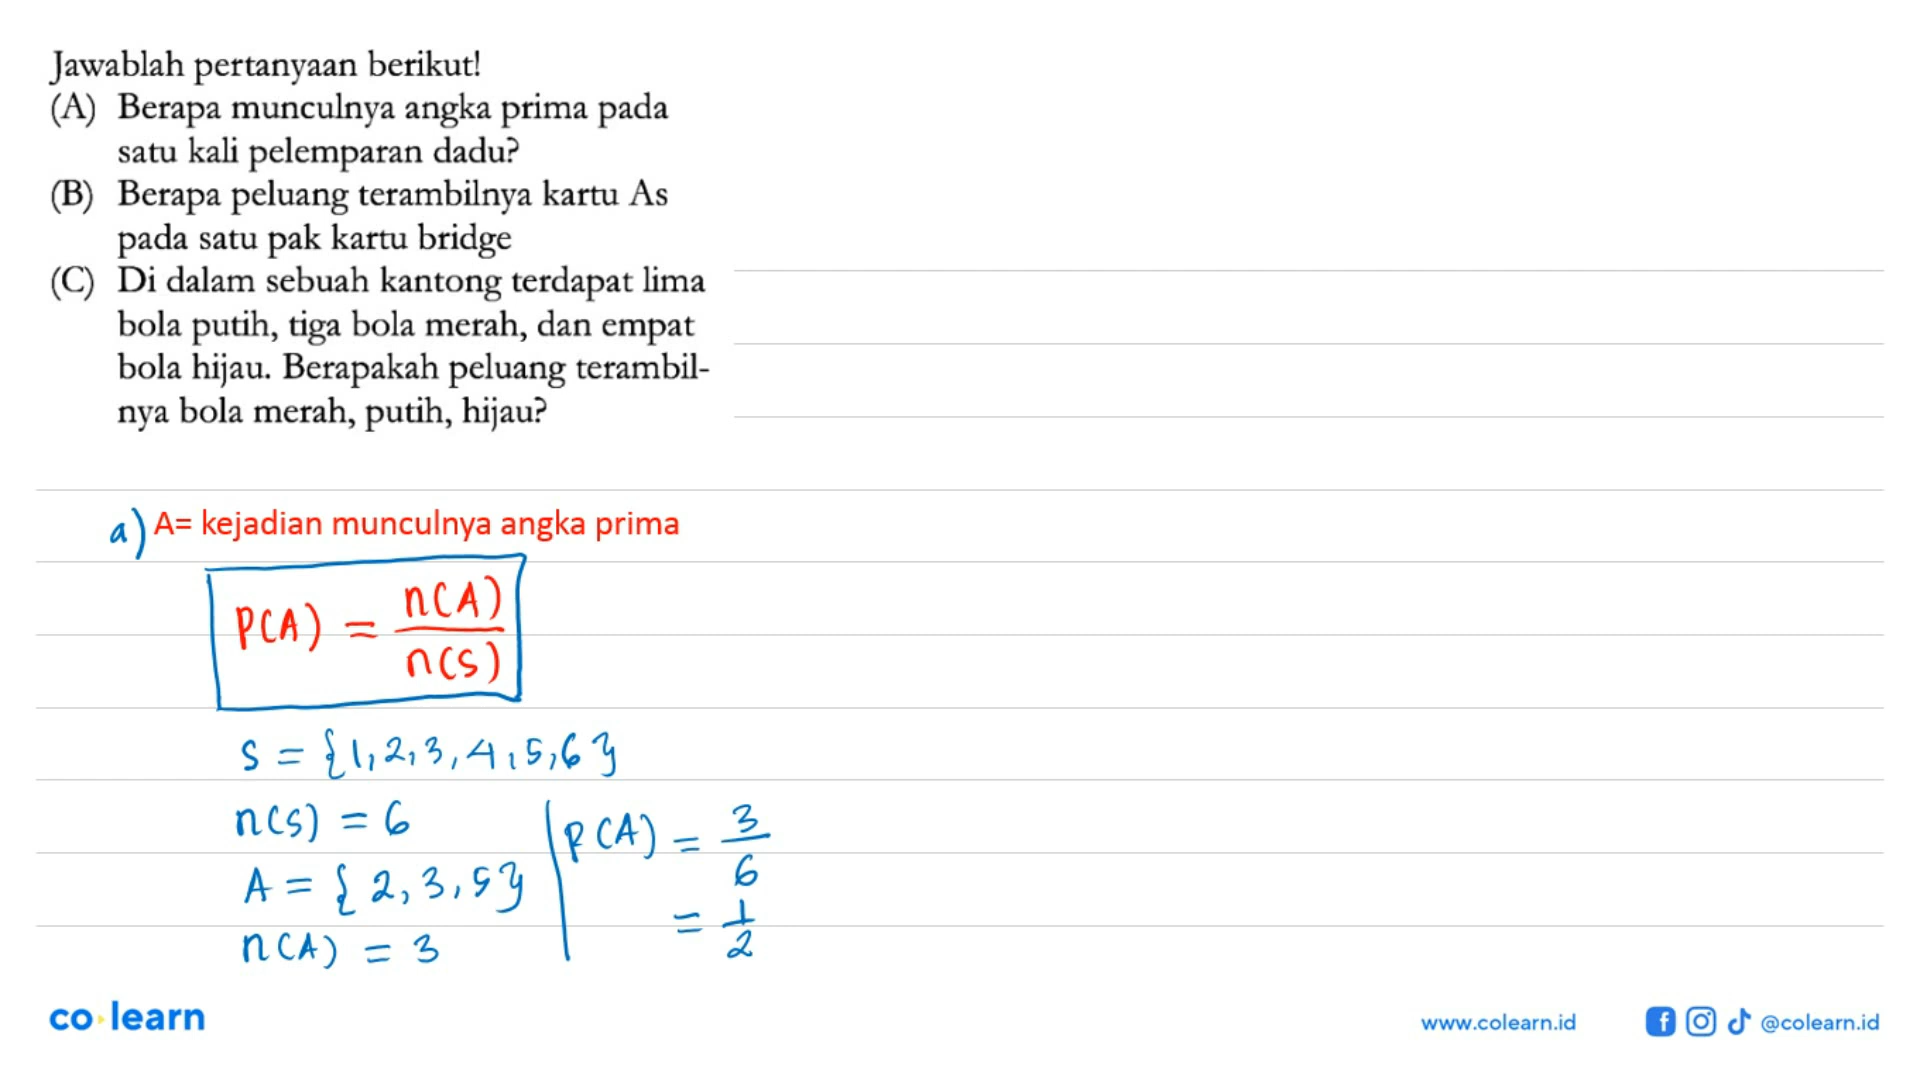 Jawablah pertanyaan berikut!
(A) Berapa munculnya angka prima pada
satu kali pelemparan dadu?
(B) Berapa peluang terambilnya kartu As
pada satu pak kartu bridge
(C) Di dalam sebuah kantong terdapat lima
bola putih, tiga bola merah, dan empat
bola hijau. Berapakah peluang terambil-
nya bola merah, putih, hijau?
a) A= kejadian munculnya angka prima
P(A) = n(A)/n(S)
S = {1, 2, 3, 4, 5, 6}
n(S) = 6
A = {2, 3, 5}
n(A) = 3
P(A) = 3/6
= 1/2
co learn
www.colearn.id
@colearn.id